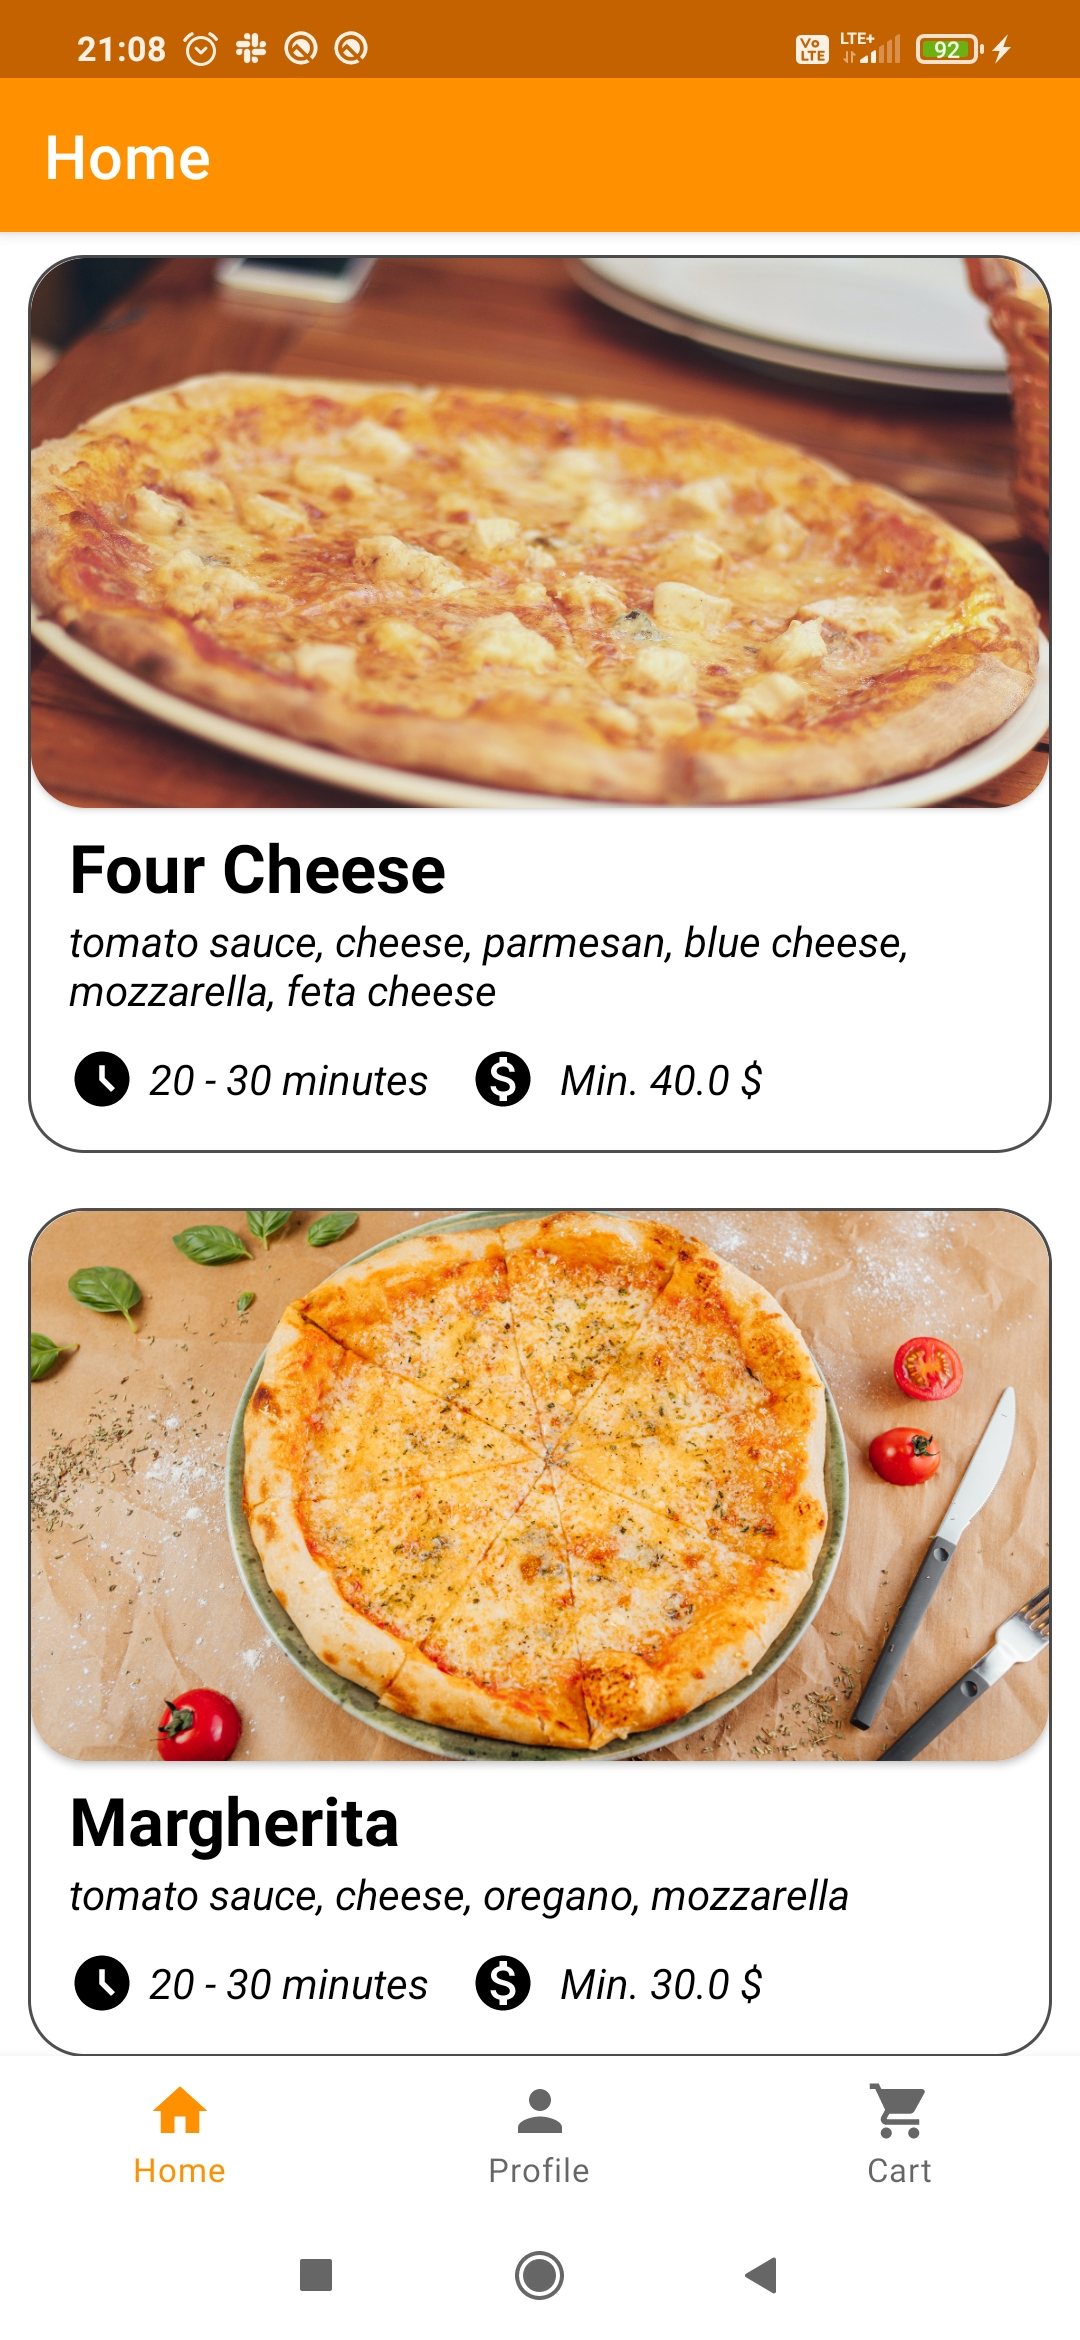 21:08 Vo LTE LTE+ 92
Home
Four Cheese
tomato sauce, cheese, parmesan, blue cheese,
mozzarella, feta cheese
20 - 30 minutes $ Min. 40.0 $
Margherita
tomato sauce, cheese, oregano, mozzarella
20 - 30 minutes $ Min. 30.0 $
Home Profile Cart